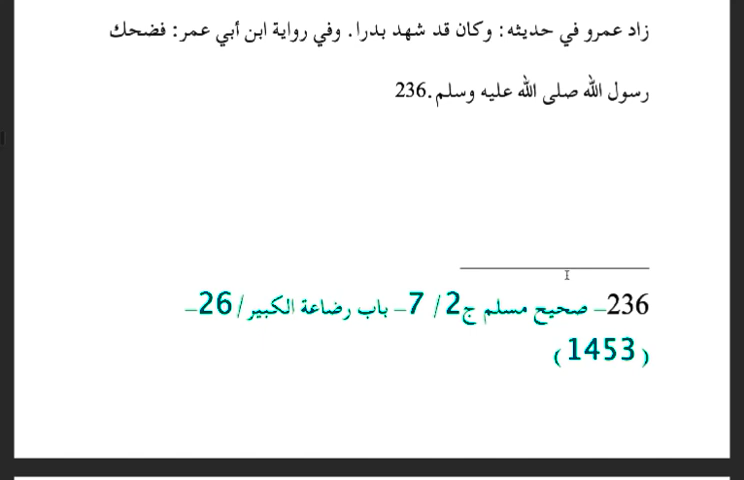 زاد عمرو في حديثه: وكان قد شهد بدرا. وفي رواية ابن أبي عمر: فضحك
رسول الله صلى الله عليه وسلم.236
236– صحيح مسلم ج2/ 7– باب رضاعة الكبير/26–
(1453)